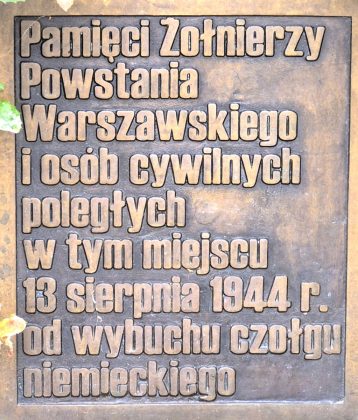 Pamięci Żołnierzy
Powstania
Warszawskiego
i osób cywilnych
poległych
w tym miejscu
13 sierpnia 1944 r.
od wybuchu czołgu
niemieckiego